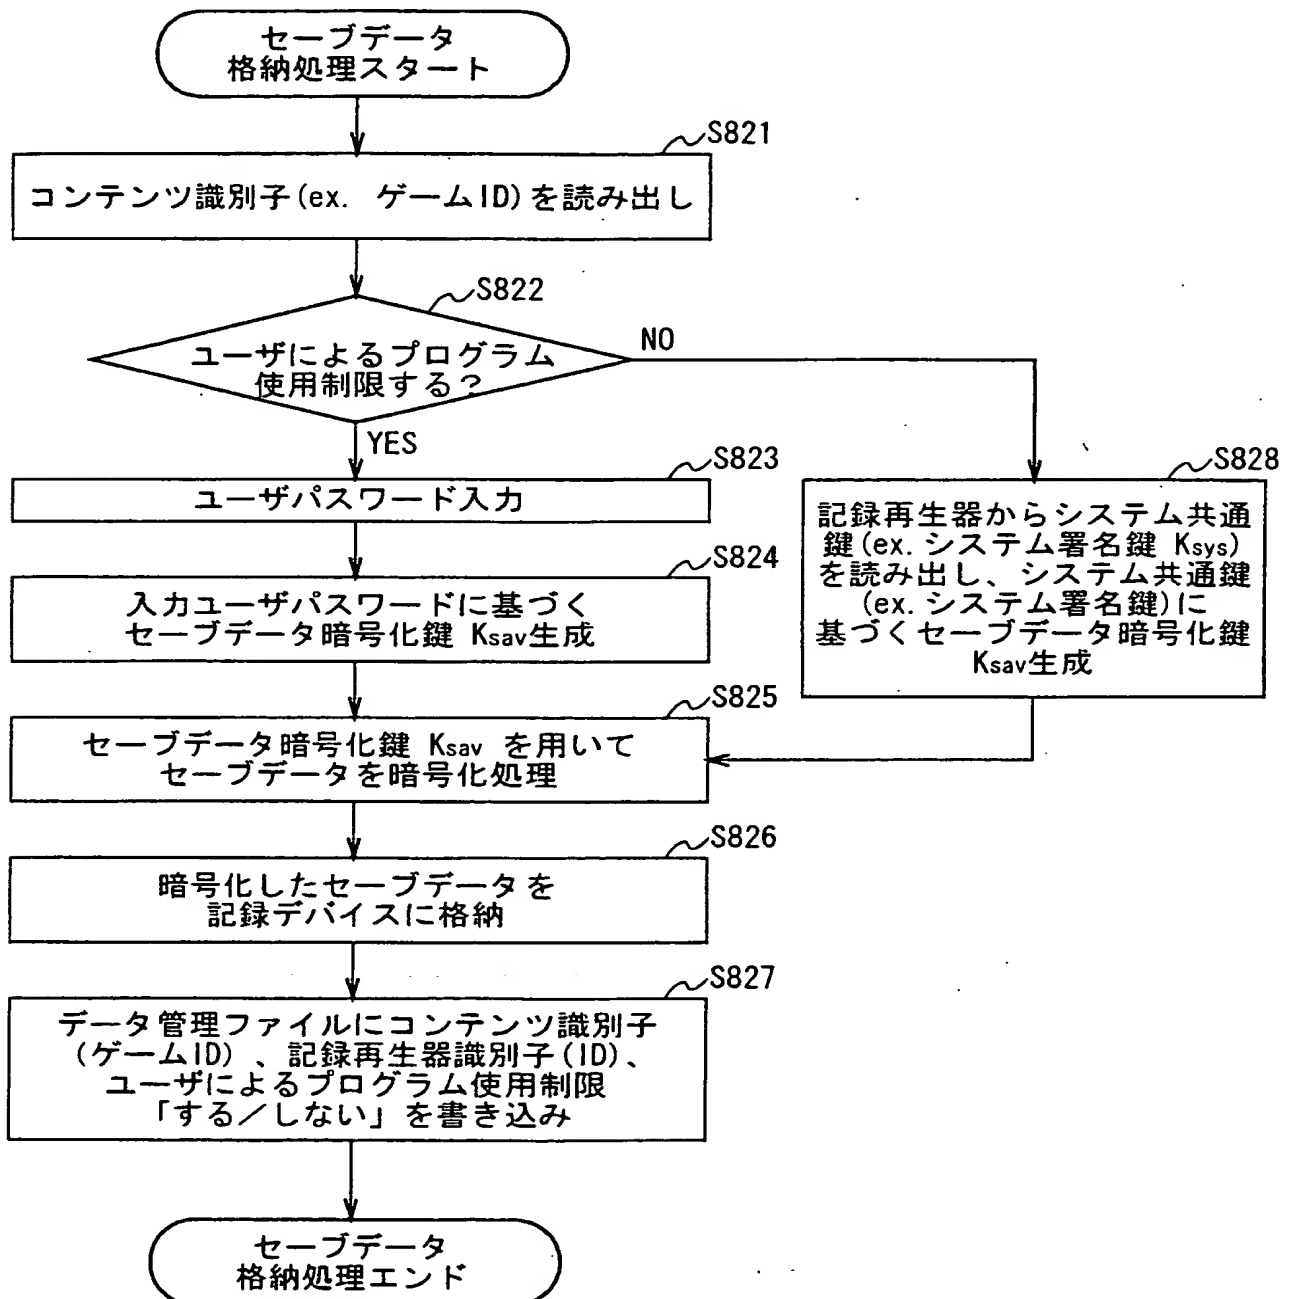 セーブデータ
格納処理スタート
S821
コンテンツ識別子(ex. ゲームID)を読み出し
S822
ユーザによるプログラム
使用制限する?
NO
YES
S823
ユーザパスワード入力
S824
入力ユーザパスワードに基づく
セーブデータ暗号化鍵 Ksav生成
S828
記録再生器からシステム共通
鍵(ex.システム署名鍵 Ksys)
を読み出し、システム共通鍵
(ex.システム署名鍵)に
基づくセーブデータ暗号化鍵
Ksav生成
S825
セーブデータ暗号化鍵 Ksav を用いて
セーブデータを暗号化処理
S826
暗号化したセーブデータを
記録デバイスに格納
S827
データ管理ファイルにコンテンツ識別子
(ゲームID) 、記録再生器識別子(ID)、
ユーザによるプログラム使用制限
「する/しない」を書き込み
セーブデータ
格納処理エンド